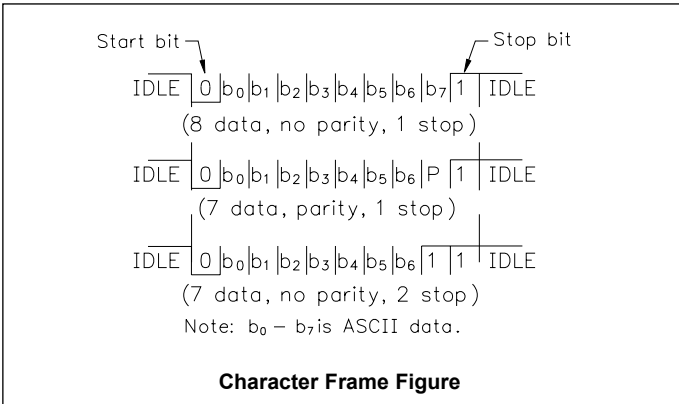 Start bit Stop bit
IDLE 0 b₀ b₁ b₂ b₃ b₄ b₅ b₆ b₇ 1 IDLE
(8 data, no parity, 1 stop)
IDLE 0 b₀ b₁ b₂ b₃ b₄ b₅ b₆ P 1 IDLE
(7 data, parity, 1 stop)
IDLE 0 b₀ b₁ b₂ b₃ b₄ b₅ b₆ 1 1 IDLE
(7 data, no parity, 2 stop)
Note: b₀ – b₇ is ASCII data.
Character Frame Figure